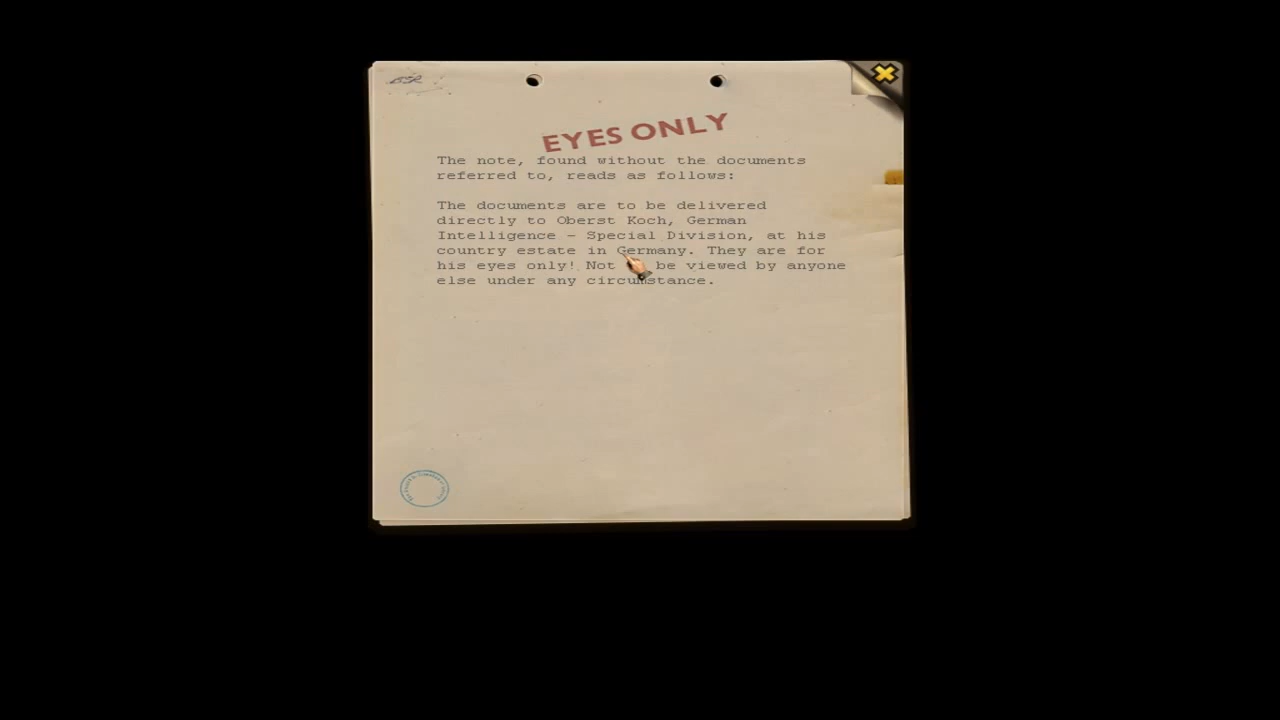 EYES ONLY
The note, found without the documents
referred to, reads as follows:
The documents are to be delivered
directly to Oberst Koch, German
Intelligence – Special Division, at his
country estate in Germany. They are for
his eyes only! Not be viewed by anyone
else under any circumstance.